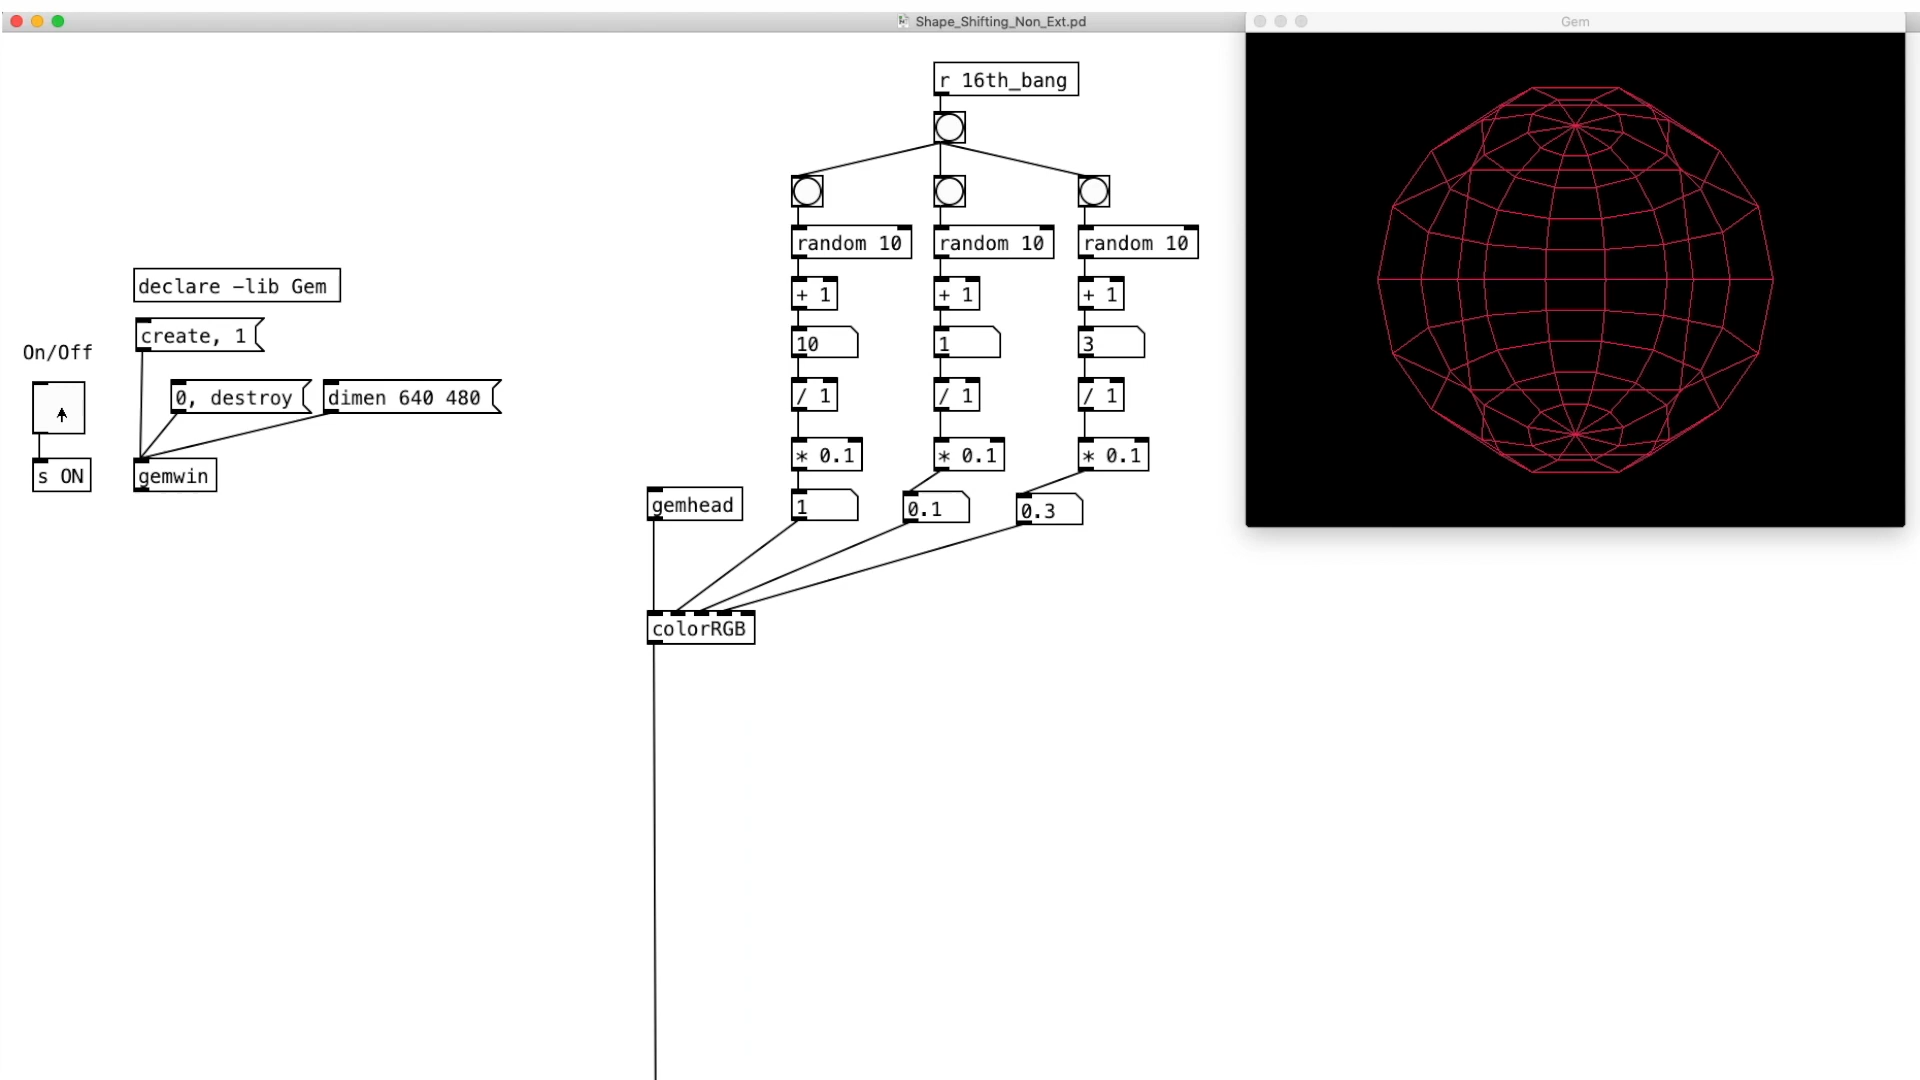 Shape_Shifting_Non_Ext.pd
Gem
r 16th_bang
random 10
random 10
random 10
declare -lib Gem
+ 1
+ 1
+ 1
create, 1
10
1
3
On/Off
0, destroy
dimen 640 480
/ 1
/ 1
/ 1
s ON
gemwin
* 0.1
* 0.1
* 0.1
gemhead
1
0.1
0.3
colorRGB